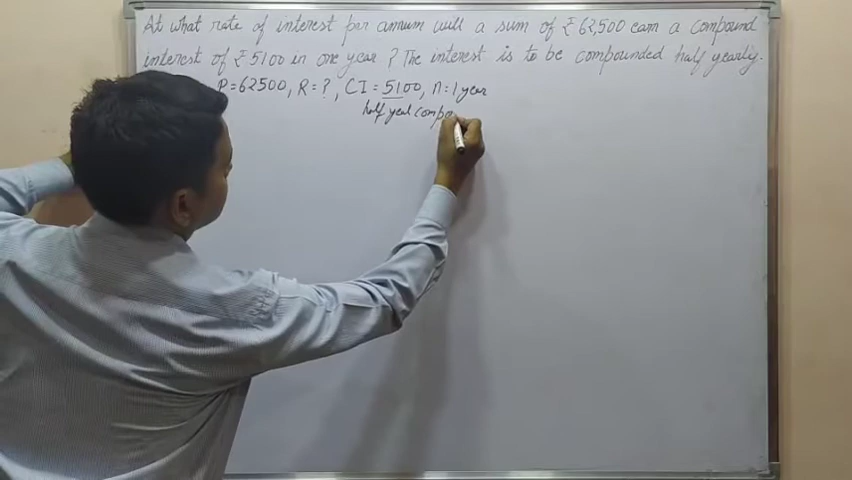 At what rate of interest per annum will a sum of ₹ 62,500 earn a compound
interest of ₹ 5100 in one year ? The interest is to be compounded half yearly.
P=62500, R = ?, CI = 5100, n = 1 year
half year compo